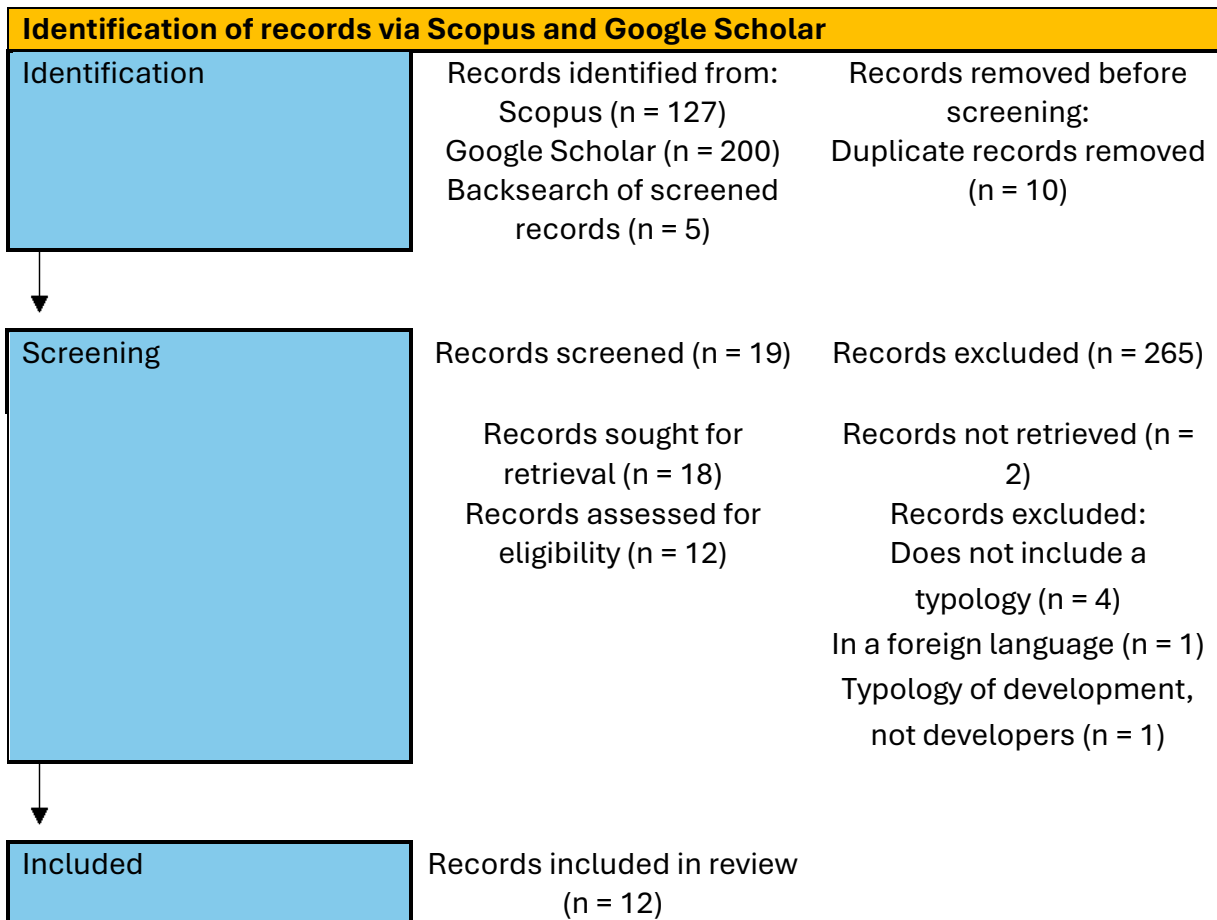 Identification of records via Scopus and Google Scholar
Identification
Records identified from:
Scopus (n = 127)
Google Scholar (n = 200)
Backsearch of screened
records (n = 5)
Records removed before
screening:
Duplicate records removed
(n = 10)
Screening
Records screened (n = 19)
Records excluded (n = 265)
Records sought for
retrieval (n = 18)
Records not retrieved (n =
2)
Records assessed for
eligibility (n = 12)
Records excluded:
Does not include a
typology (n = 4)
In a foreign language (n = 1)
Typology of development,
not developers (n = 1)
Included
Records included in review
(n = 12)